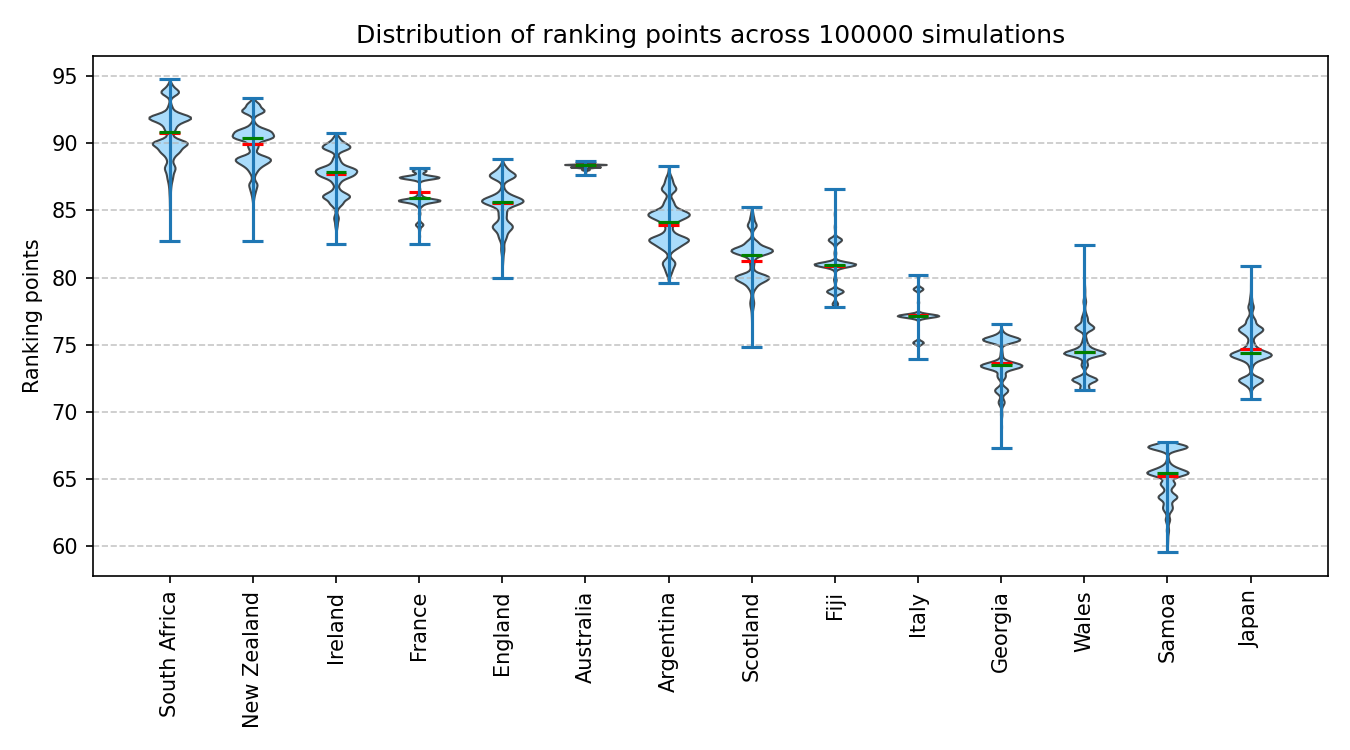 Distribution of ranking points across 100000 simulations
Ranking points
95
90
85
80
75
70
65
60
South Africa
New Zealand
Ireland
France
England
Australia
Argentina
Scotland
Fiji
Italy
Georgia
Wales
Samoa
Japan